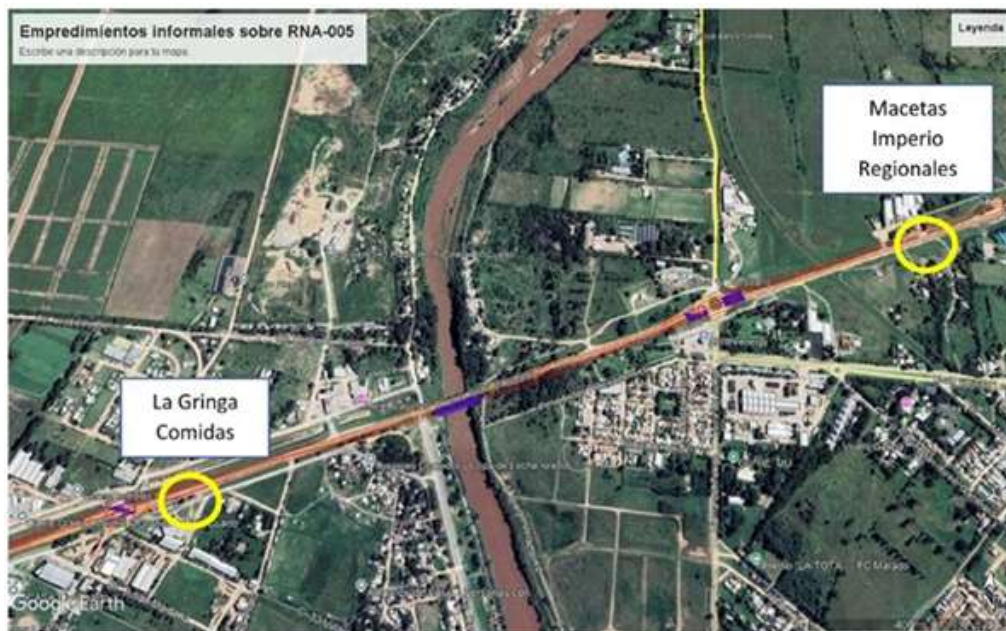 Empredimientos informales sobre RNA-005
Escribe una descripción para tu mapa.
Leyenda
Macetas
Imperio
Regionales
La Gringa
Comidas
Google Earth